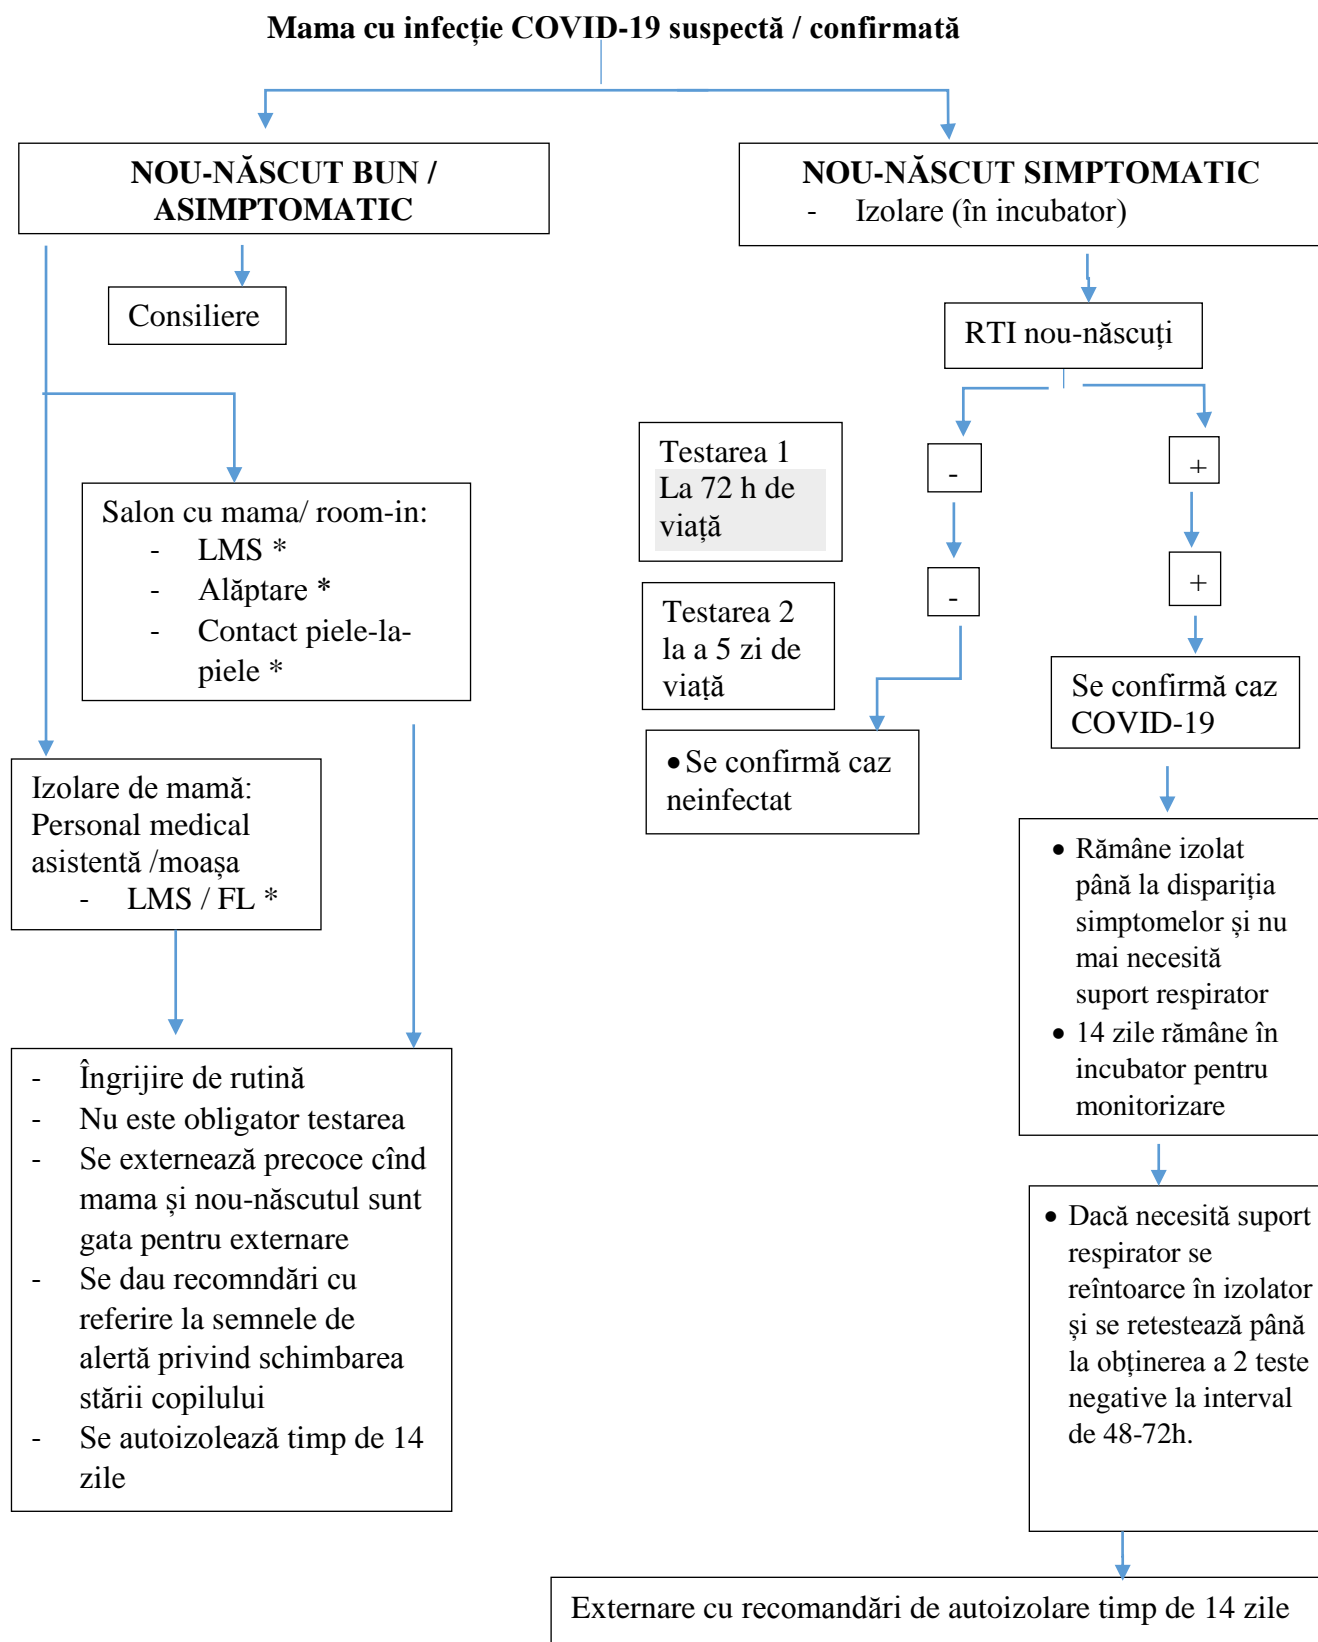 Mama cu infecție COVID-19 suspectă / confirmată
NOU-NĂSCUT BUN /
ASIMPTOMATIC
NOU-NĂSCUT SIMPTOMATIC
- Izolare (în incubator)
Consiliere
RTI nou-născuți
Testarea 1
La 72 h de
viață
-
+
Salon cu mama/ room-in:
- LMS *
- Alăptare *
- Contact piele-la-
piele *
Testarea 2
la a 5 zi de
viață
-
+
Se confirmă caz
COVID-19
• Se confirmă caz
neinfectat
Izolare de mamă:
Personal medical
asistentă /moașa
- LMS / FL *
• Rămâne izolat
până la dispariția
simptomelor și nu
mai necesită
suport respirator
• 14 zile rămâne în
incubator pentru
monitorizare
- Îngrijire de rutină
- Nu este obligator testarea
- Se externează precoce cînd
mama și nou-născutul sunt
gata pentru externare
- Se dau recomndări cu
referire la semnele de
alertă privind schimbarea
stării copilului
- Se autoizolează timp de 14
zile
• Dacă necesită suport
respirator se
reîntoarce în izolator
și se retestează până
la obținerea a 2 teste
negative la interval
de 48-72h.
Externare cu recomandări de autoizolare timp de 14 zile